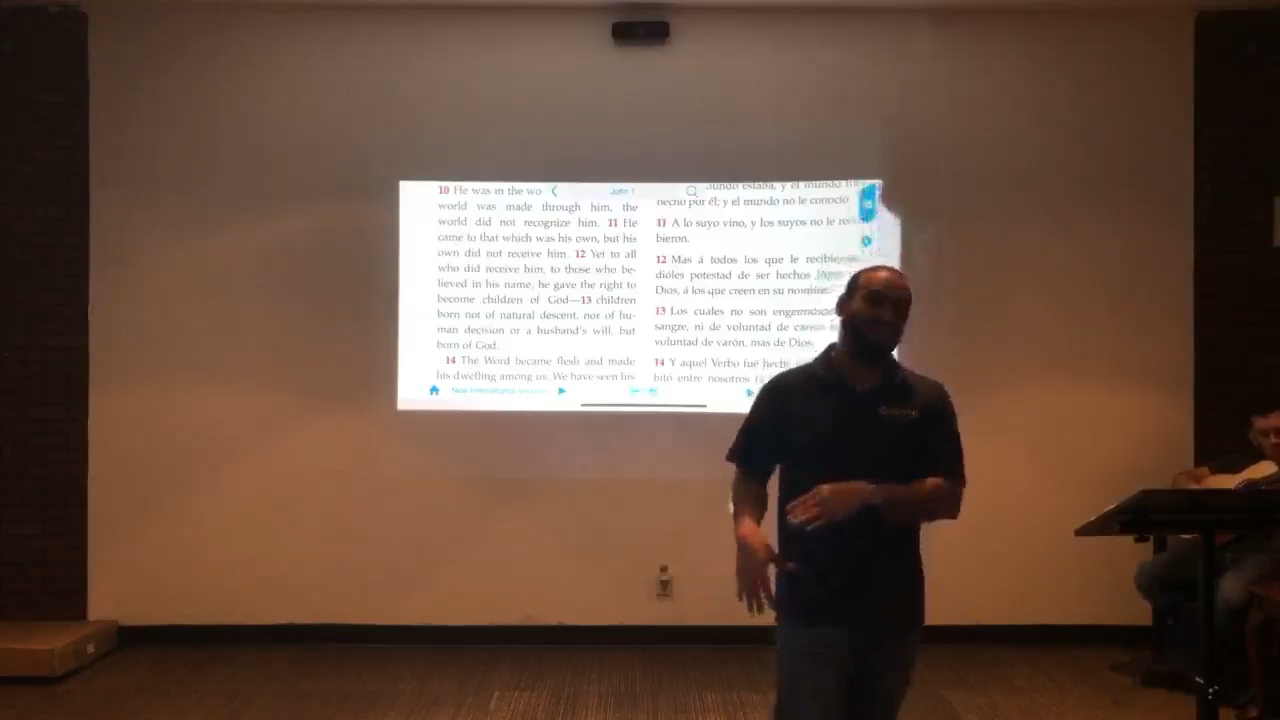 10 He was in the wo
John 1
world was made through him, the
world did not recognize him. 11 He
came to that which was his own, but his
own did not receive him. 12 Yet to all
who did receive him, to those who be-
lieved in his name, he gave the right to
become children of God—13 children
born not of natural descent, nor of hu-
man decision or a husband's will, but
born of God.
14 The Word became flesh and made
his dwelling among us. We have seen his
New International Version
estaba, y el mundo
hecho por él; y el mundo no le conoció
11 A lo suyo vino, y los suyos no le
bieron.
12 Mas á todos los que le
dióles potestad de ser hechos
Dios, á los que creen en su nombre:
13 Los cuales no son
sangre, ni de voluntad de
voluntad de varón, mas de Dios.
14 Y aquel Verbo fué
bitó entre nosotros